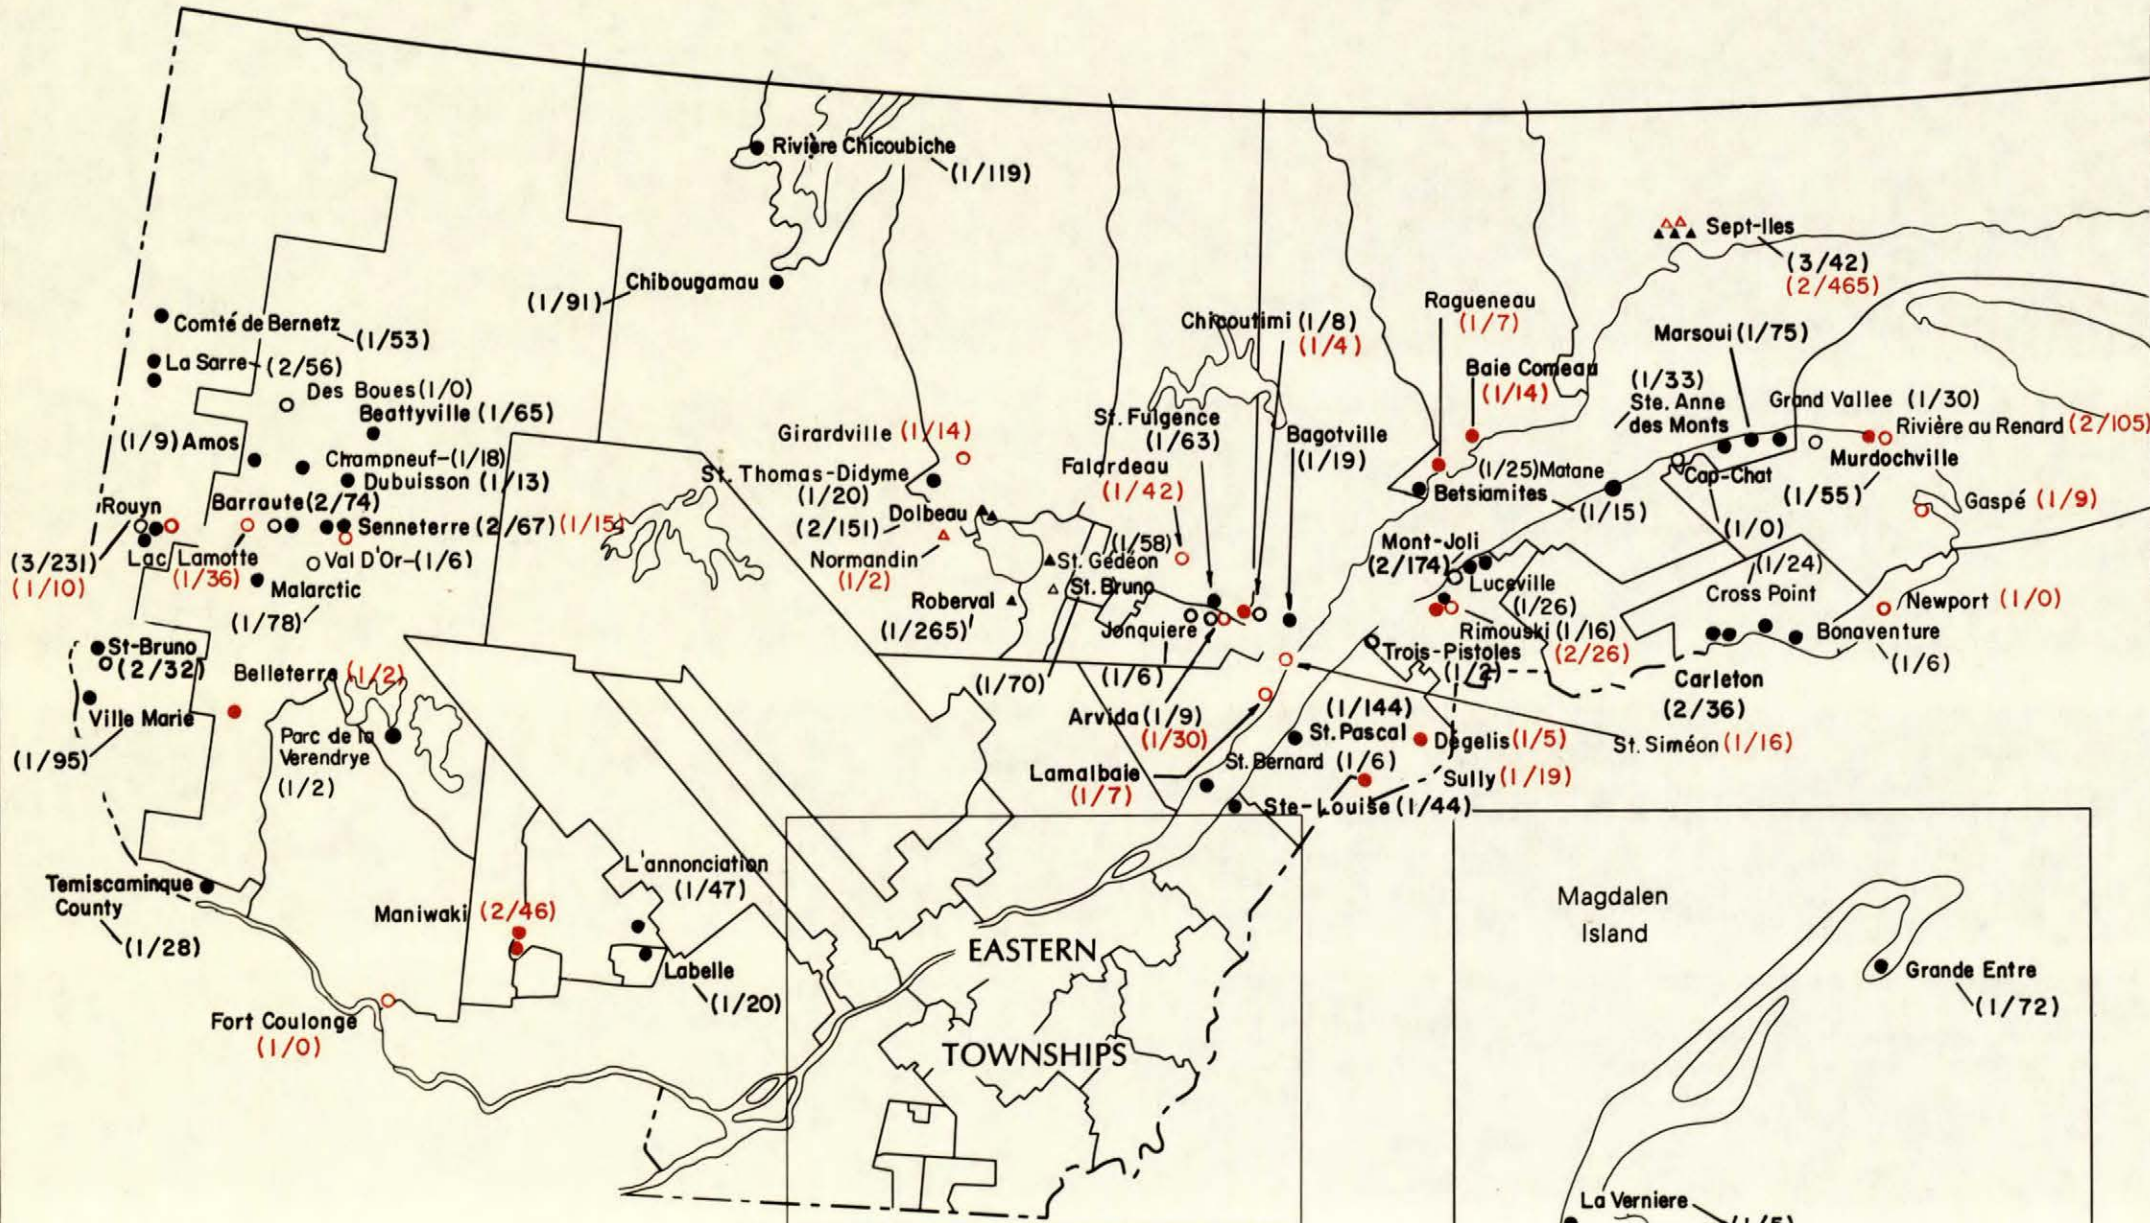 Rivière Chicoubiche
(1/119)
Sept-Iles
(3/42)
(2/465)
Chibougamau
(1/91)
Ragueneau
(1/7)
Chicoutimi (1/8)
(1/4)
Comté de Bernetz
(1/53)
Marsoui (1/75)
La Sarre (2/56)
Baie Comeau
(1/14)
(1/33)
Ste. Anne
des Monts
Des Boues (1/0)
Grand Vallee (1/30)
Beattyville (1/65)
St. Fulgence
(1/63)
Rivière au Renard (2/105)
Girardville (1/14)
Bagotville
(1/19)
(1/9) Amos
Champneuf-(1/18)
Murdochville
(1/55)
Falardeau
(1/42)
(1/25) Matane
St. Thomas-Didyme
(1/20)
Cap-Chat
(1/0)
Dubuisson (1/13)
Betsiamites
(1/15)
Gaspé (1/9)
Rouyn
(3/231)
(1/10)
Barraute (2/74)
(2/151) Dolbeau
Senneterre (2/67) (1/15)
Mont-Joli
(2/174)
(1/58)
St. Gédéon
Lac Lamotte
(1/36)
Val D'Or-(1/6)
Normandin
(1/2)
(1/24)
Cross Point
Luceville
(1/26)
St. Bruno
(1/70)
Malarctic
(1/78)
Roberval
(1/265)
Newport (1/0)
Jonquiere
(1/6)
Rimouski (1/16)
(2/26)
Bonaventure
(1/6)
St-Bruno
(2/32)
Trois-Pistoles
(1/2)
Belleterre (1/2)
Carleton
(2/36)
Ville Marie
(1/95)
Arvida (1/9)
(1/30)
(1/144)
St. Pascal
Dégelis (1/5)
St. Siméon (1/16)
Parc de la
Verendrye
(1/2)
St. Bernard (1/6)
Lamalbaie
(1/7)
Sully (1/19)
Ste-Louise (1/44)
L'annonciation
(1/47)
Temiscaminque
County
(1/28)
Magdalen
Island
Maniwaki (2/46)
EASTERN
Labelle
(1/20)
Grande Entre
(1/72)
Fort Coulonge
(1/0)
TOWNSHIPS
La Verniere
(1/5)